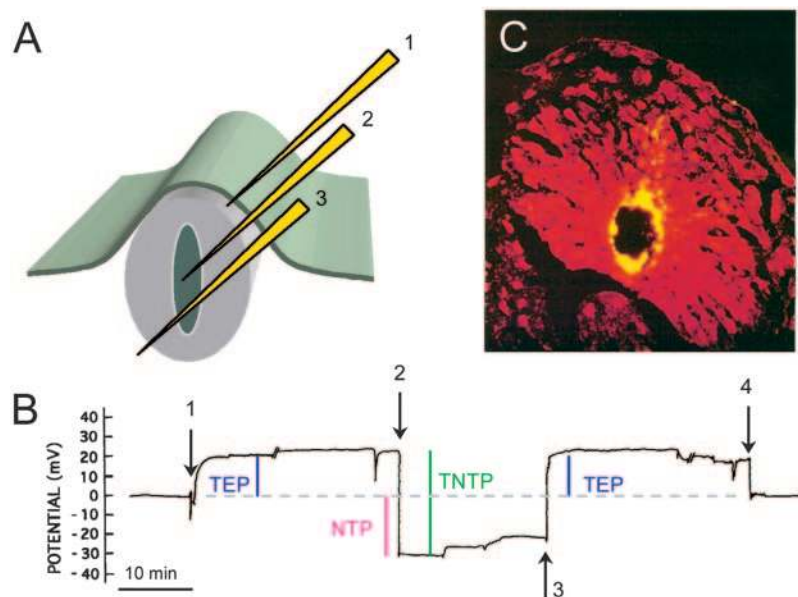 A
1
2
3
C
B
1
2
4
POTENTIAL (mV)
40
30
20
10
0
- 10
- 20
- 30
- 40
TEP
TNTP
TEP
NTP
3
10 min